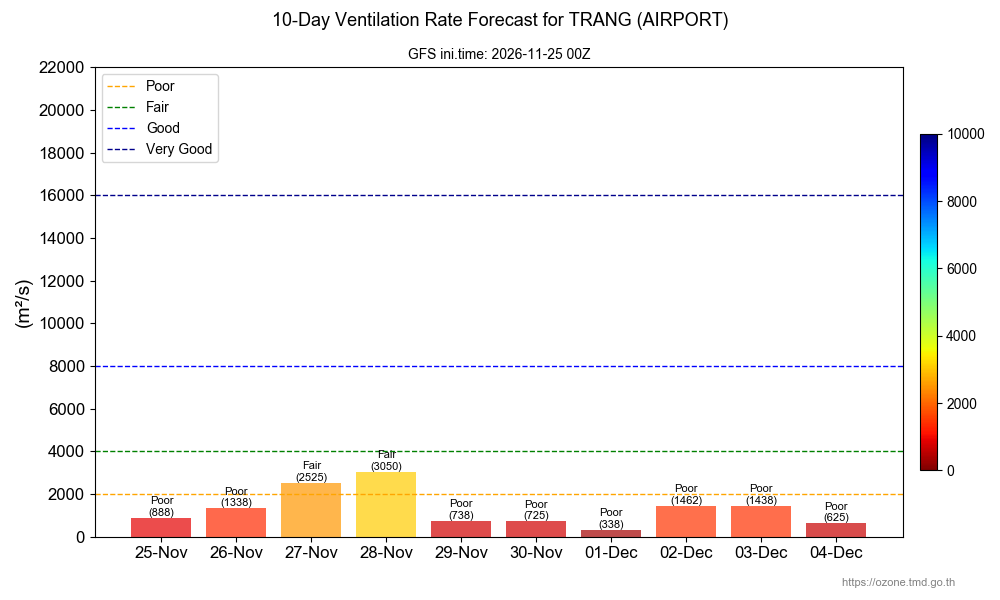 10-Day Ventilation Rate Forecast for TRANG (AIRPORT)
GFS ini.time: 2026-11-25 00Z
(m²/s)
22000
20000
18000
16000
14000
12000
10000
8000
6000
4000
2000
0
Poor
Fair
Good
Very Good
Poor
(888)
Poor
(1338)
Fair
(2525)
Fair
(3050)
Poor
(738)
Poor
(725)
Poor
(338)
Poor
(1462)
Poor
(1438)
Poor
(625)
25-Nov 26-Nov 27-Nov 28-Nov 29-Nov 30-Nov 01-Dec 02-Dec 03-Dec 04-Dec
10000
8000
6000
4000
2000
0
https://ozone.tmd.go.th